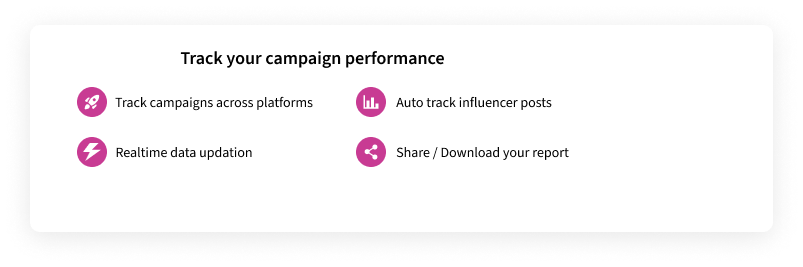 Track your campaign performance
Track campaigns across platforms
Auto track influencer posts
Realtime data updation
Share / Download your report